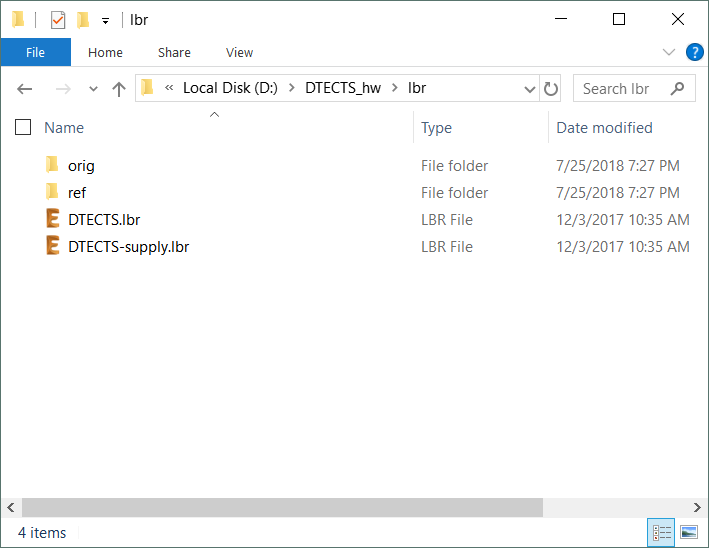 lbr
File Home Share View
« Local Disk (D:) DTECTS_hw lbr Search lbr
Name Type Date modified
orig File folder 7/25/2018 7:27 PM
ref File folder 7/25/2018 7:27 PM
DTECTS.lbr LBR File 12/3/2017 10:35 AM
DTECTS-supply.lbr LBR File 12/3/2017 10:35 AM
4 items